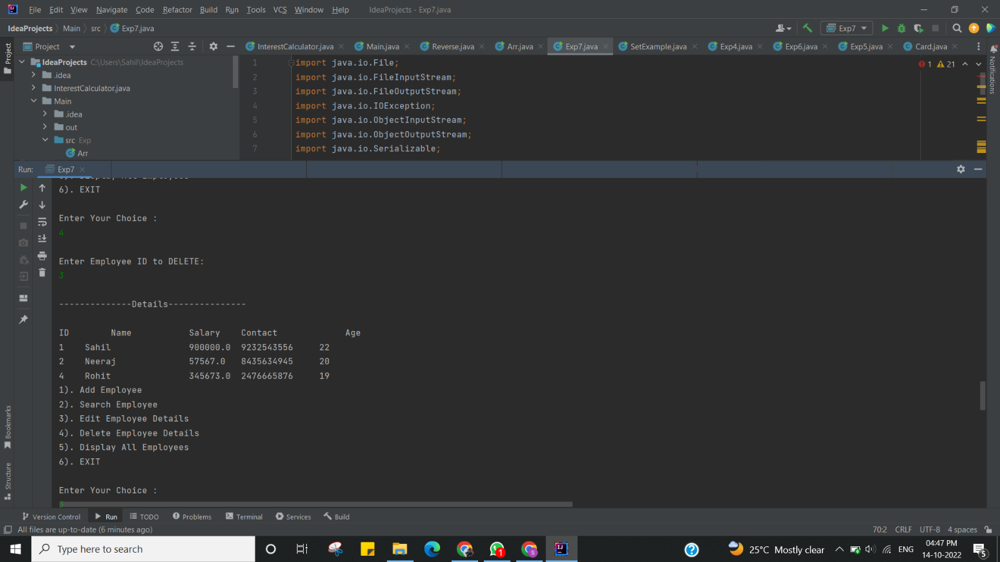 File Edit View Navigate Code Refactor Build Run Tools VCS Window Help IdeaProjects - Exp7.java
IdeaProjects Main src Exp7.java Exp7
Project InterestCalculator.java Main.java Reverse.java Arr.java Exp7.java SetExample.java Exp4.java Exp6.java Exp5.java Card.java
Project
Notifications
IdeaProjects C:\Users\Sahil\IdeaProjects
.idea
InterestCalculator.java
Main
.idea
out
src Exp
Arr
1 import java.io.File;
2 import java.io.FileInputStream;
3 import java.io.FileOutputStream;
4 import java.io.IOException;
5 import java.io.ObjectInputStream;
6 import java.io.ObjectOutputStream;
7 import java.io.Serializable;
1 21
Run: Exp7
6). EXIT
Enter Your Choice :
4
Enter Employee ID to DELETE:
3
--------------Details---------------
ID Name Salary Contact Age
1 Sahil 900000.0 9232543556 22
2 Neeraj 57567.0 8435634945 20
4 Rohit 345673.0 2476665876 19
1). Add Employee
2). Search Employee
3). Edit Employee Details
4). Delete Employee Details
5). Display All Employees
6). EXIT
Enter Your Choice :
Bookmarks
Structure
Version Control Run TODO Problems Terminal Services Build
All files are up-to-date (6 minutes ago) 70:2 CRLF UTF-8 4 spaces
Type here to search 1 25°C Mostly clear ENG 04:47 PM
14-10-2022 5